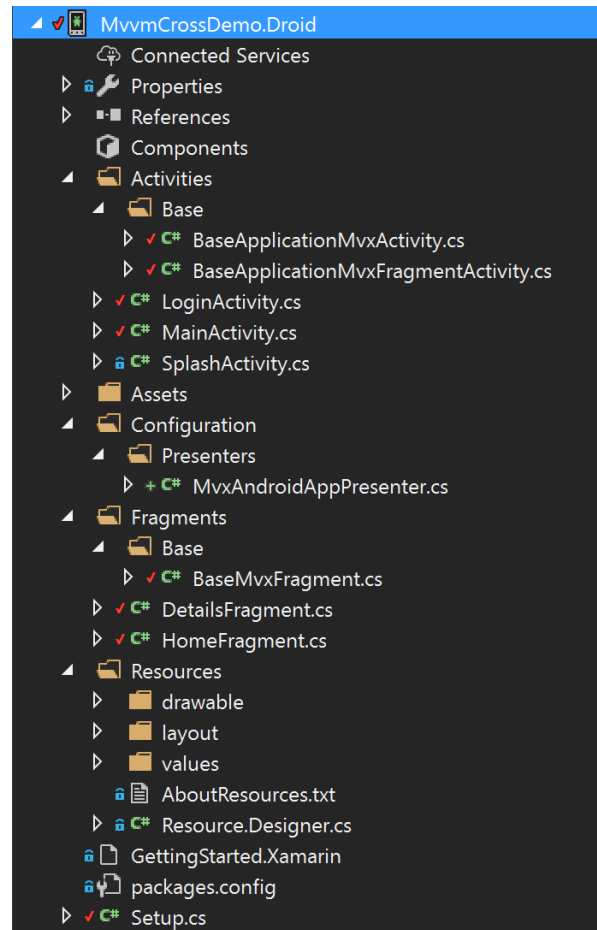 MvvmCrossDemo.Droid
Connected Services
Properties
References
Components
Activities
Base
C# BaseApplicationMvxActivity.cs
C# BaseApplicationMvxFragmentActivity.cs
C# LoginActivity.cs
C# MainActivity.cs
C# SplashActivity.cs
Assets
Configuration
Presenters
+ C# MvxAndroidAppPresenter.cs
Fragments
Base
C# BaseMvxFragment.cs
C# DetailsFragment.cs
C# HomeFragment.cs
Resources
drawable
layout
values
AboutResources.txt
C# Resource.Designer.cs
GettingStarted.Xamarin
packages.config
C# Setup.cs